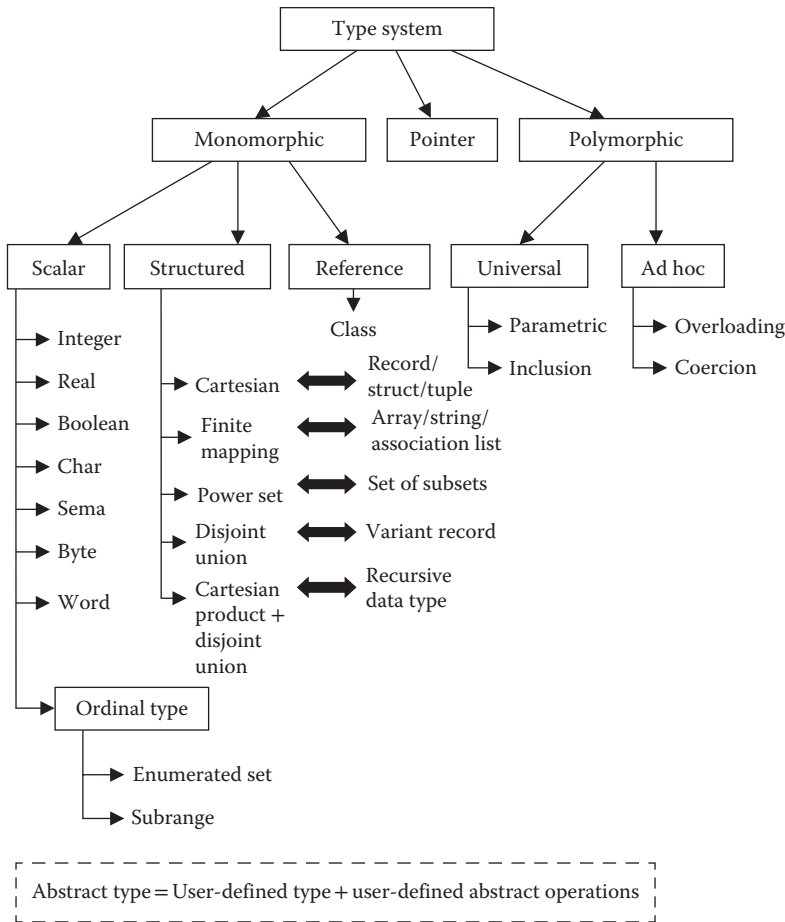 Type system
Monomorphic
Pointer
Polymorphic
Scalar
Structured
Reference
Universal
Ad hoc
Class
Integer
Real
Boolean
Char
Sema
Byte
Word
Cartesian
Record/
struct/tuple
Finite
mapping
Array/string/
association list
Power set
Set of subsets
Disjoint
union
Variant record
Cartesian
product +
disjoint
union
Recursive
data type
Parametric
Inclusion
Overloading
Coercion
Ordinal type
Enumerated set
Subrange
Abstract type = User-defined type + user-defined abstract operations